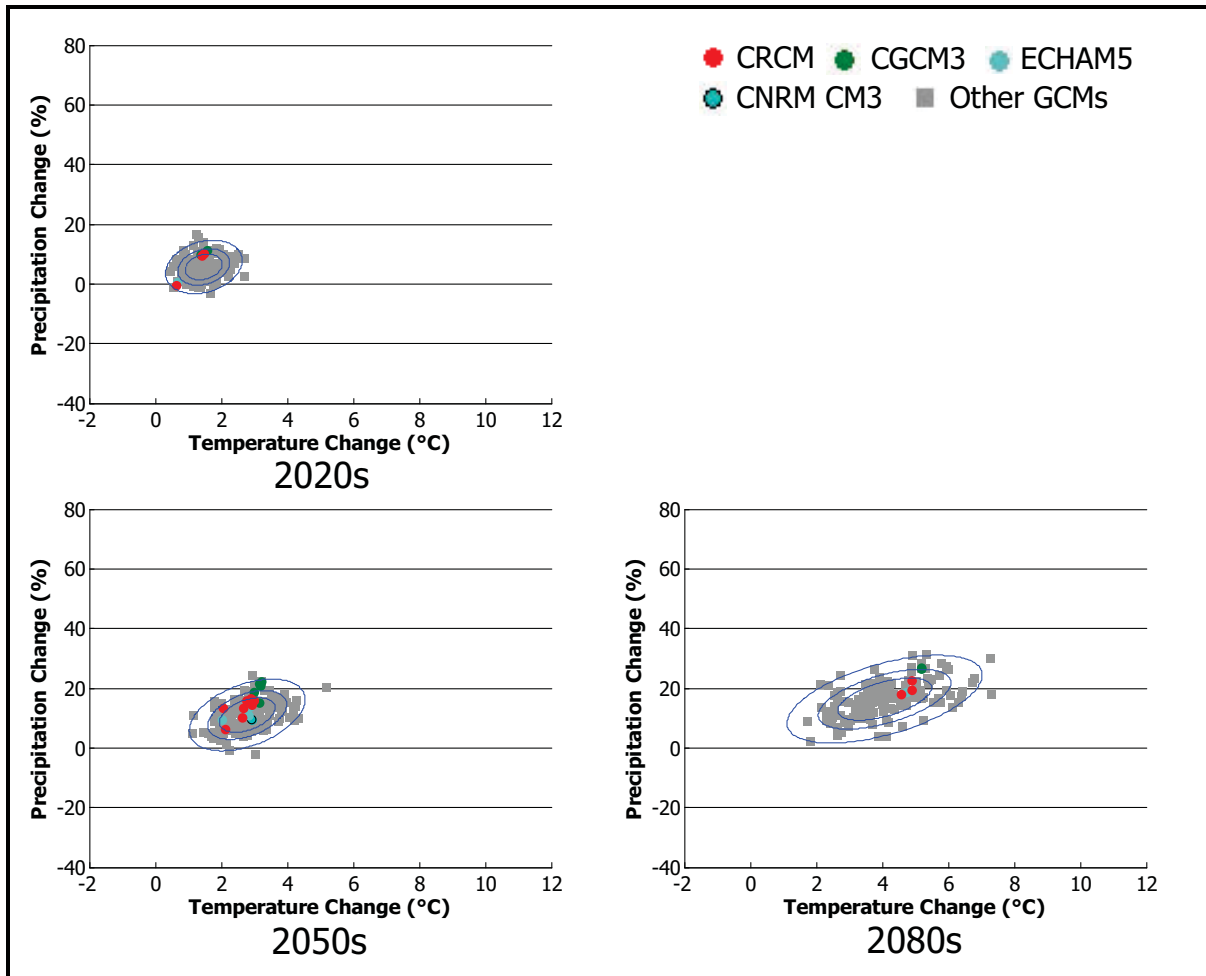 CRCM CGCM3 ECHAM5
CNRM CM3 Other GCMs
Precipitation Change (%)
80
60
40
20
0
-20
-40
-2 0 2 4 6 8 10 12
Temperature Change (°C)
2020s
Precipitation Change (%)
80
60
40
20
0
-20
-40
-2 0 2 4 6 8 10 12
Temperature Change (°C)
2050s
Precipitation Change (%)
80
60
40
20
0
-20
-40
-2 0 2 4 6 8 10 12
Temperature Change (°C)
2080s